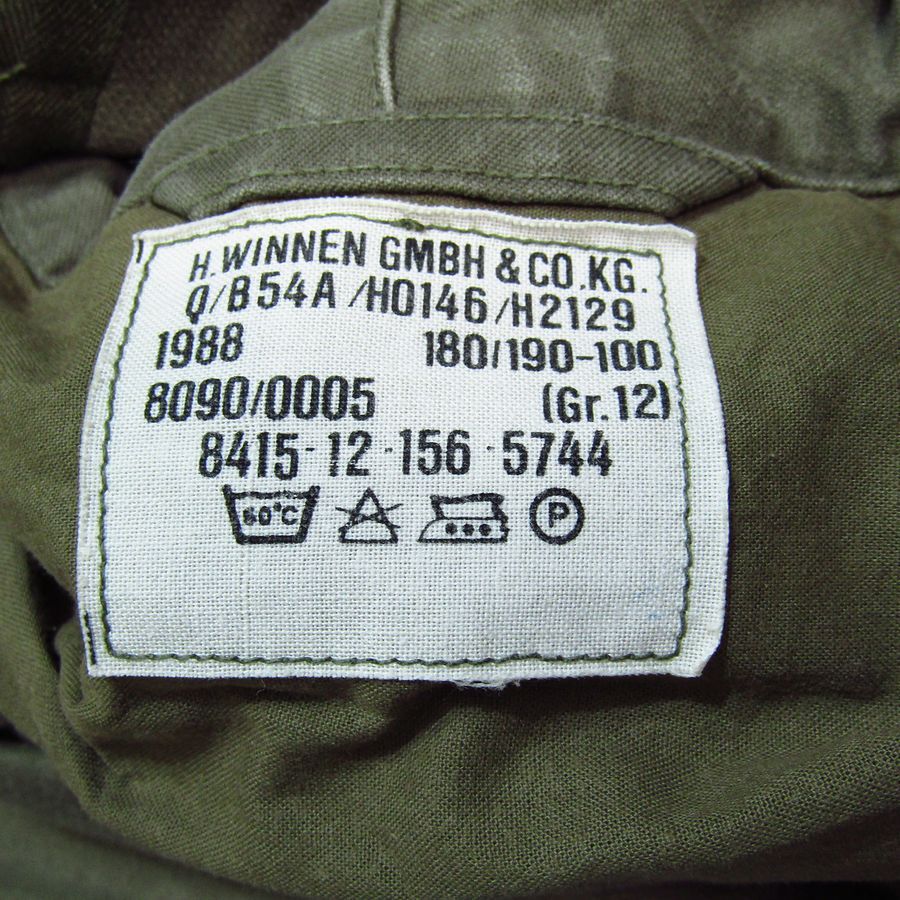 H. WINNEN GMBH & CO. KG.
Q/B54A /H0146/H2129
1988 180/190-100
8090/0005 (Gr. 12)
8415-12-156-5744
60°C P